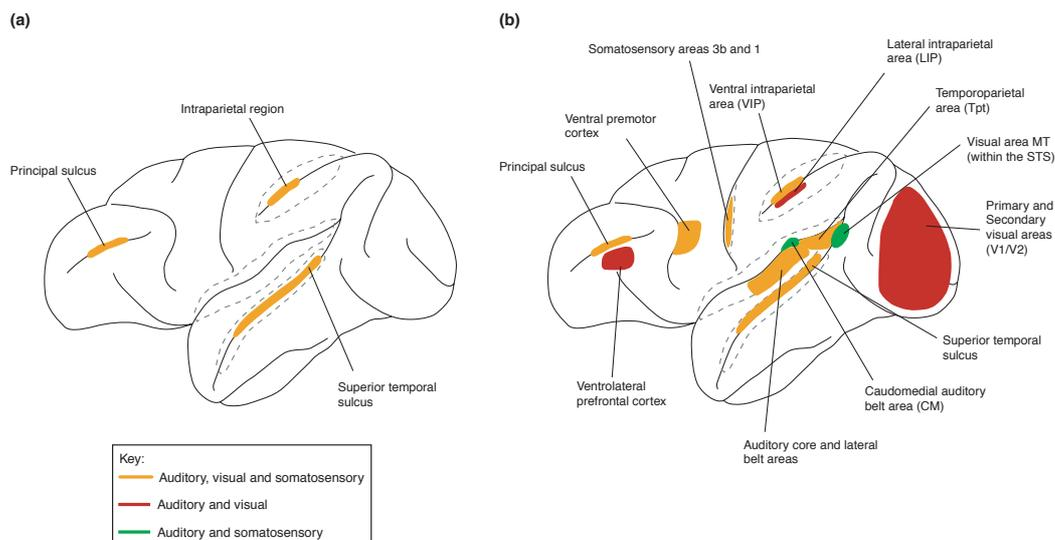 (a)
Intraparietal region
Principal sulcus
Superior temporal
sulcus
Key:
Auditory, visual and somatosensory
Auditory and visual
Auditory and somatosensory
(b)
Somatosensory areas 3b and 1
Lateral intraparietal
area (LIP)
Ventral intraparietal
area (VIP)
Temporoparietal
area (Tpt)
Ventral premotor
cortex
Visual area MT
(within the STS)
Principal sulcus
Primary and
Secondary
visual areas
(V1/V2)
Superior temporal
sulcus
Ventrolateral
prefrontal cortex
Caudomedial auditory
belt area (CM)
Auditory core and lateral
belt areas